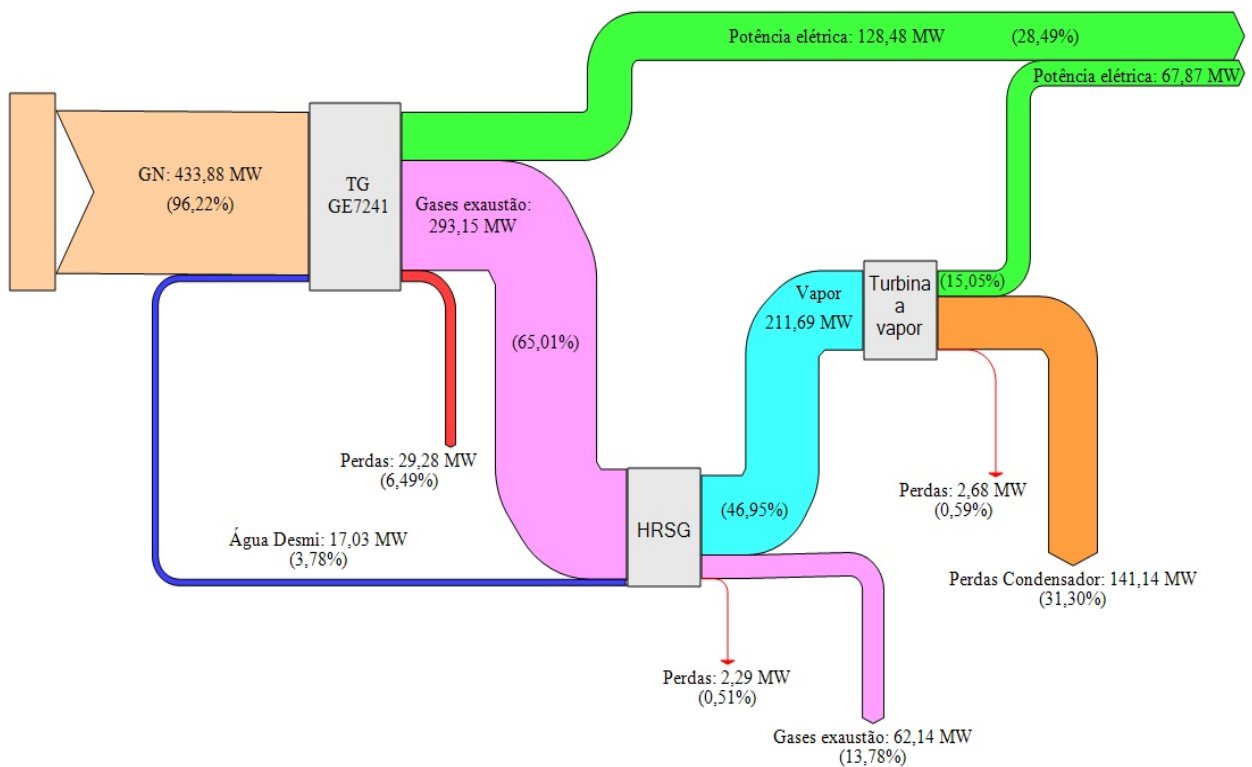 Potência elétrica: 128,48 MW (28,49%)
Potência elétrica: 67,87 MW
GN: 433,88 MW
(96,22%)
TG
GE7241
Gases exaustão:
293,15 MW
(65,01%)
Vapor
211,69 MW
Turbina
a
vapor
(15,05%)
Perdas: 29,28 MW
(6,49%)
(46,95%)
HRSG
Perdas: 2,68 MW
(0,59%)
Água Desmi: 17,03 MW
(3,78%)
Perdas Condensador: 141,14 MW
(31,30%)
Perdas: 2,29 MW
(0,51%)
Gases exaustão: 62,14 MW
(13,78%)